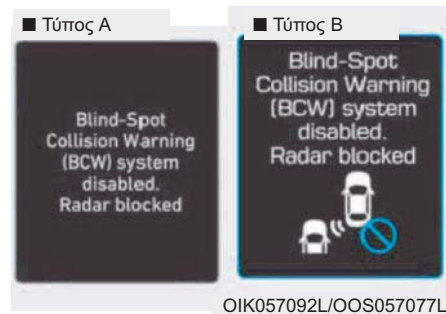 ■ Τύπος A
■ Τύπος B
Blind-Spot
Collision Warning
(BCW) system
disabled.
Radar blocked
Blind-Spot
Collision Warning
(BCW) system
disabled.
Radar blocked
OIK057092L/OOS057077L